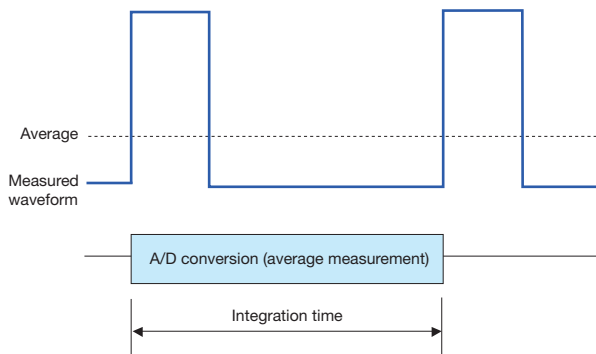 Average
Measured
waveform
A/D conversion (average measurement)
Integration time